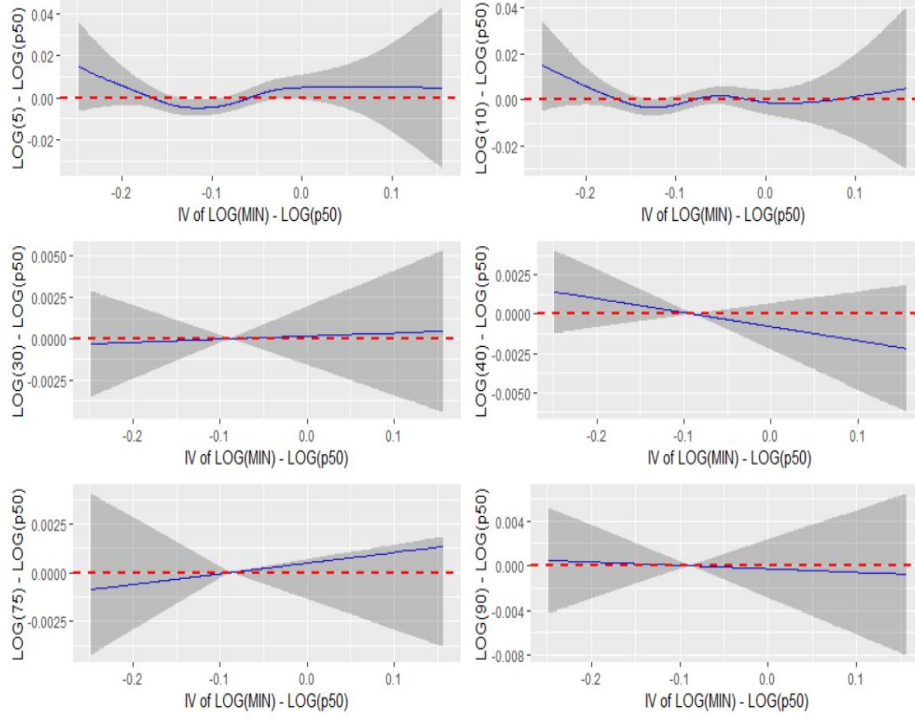 LOG(5) - LOG(p50)
0.04
0.02
0.00
-0.02
-0.2 -0.1 0.0 0.1
IV of LOG(MIN) - LOG(p50)
LOG(10) - LOG(p50)
0.04
0.02
0.00
-0.02
-0.2 -0.1 0.0 0.1
IV of LOG(MIN) - LOG(p50)
LOG(30) - LOG(p50)
0.0050
0.0025
0.0000
-0.0025
-0.2 -0.1 0.0 0.1
IV of LOG(MIN) - LOG(p50)
LOG(40) - LOG(p50)
0.0025
0.0000
-0.0025
-0.0050
-0.2 -0.1 0.0 0.1
IV of LOG(MIN) - LOG(p50)
LOG(75) - LOG(p50)
0.0025
0.0000
-0.0025
-0.2 -0.1 0.0 0.1
IV of LOG(MIN) - LOG(p50)
LOG(90) - LOG(p50)
0.004
0.000
-0.004
-0.008
-0.2 -0.1 0.0 0.1
IV of LOG(MIN) - LOG(p50)